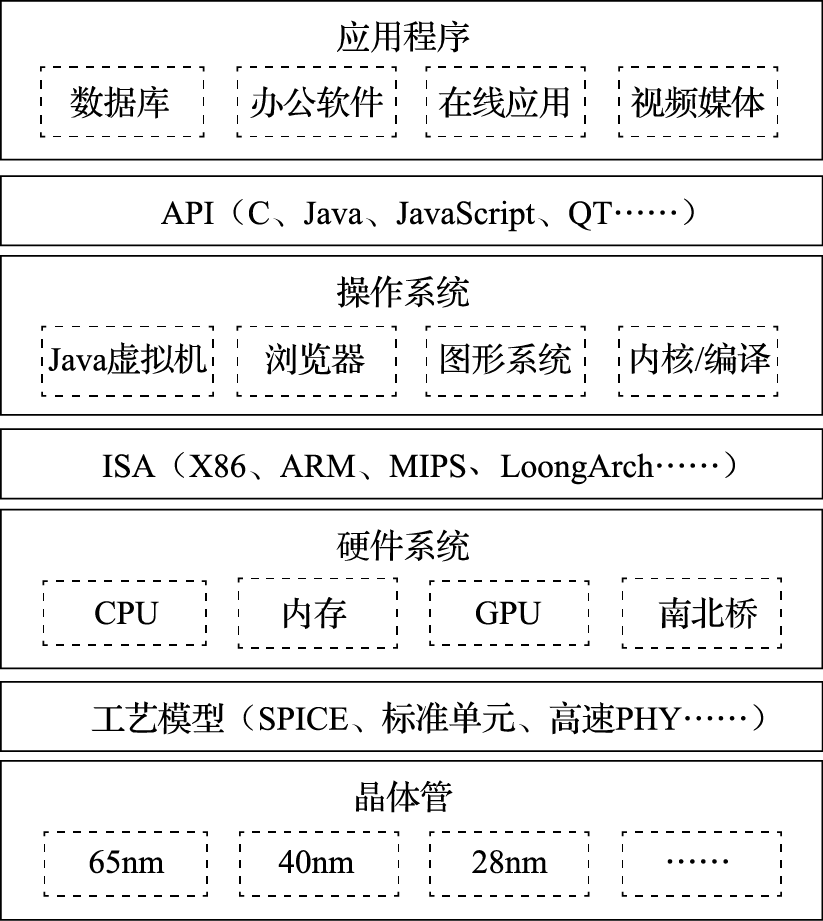 应用程序
数据库 办公软件 在线应用 视频媒体
API（C、Java、JavaScript、QT……）
操作系统
Java虚拟机 浏览器 图形系统 内核/编译
ISA（X86、ARM、MIPS、LoongArch……）
硬件系统
CPU 内存 GPU 南北桥
工艺模型（SPICE、标准单元、高速PHY……）
晶体管
65nm 40nm 28nm ……